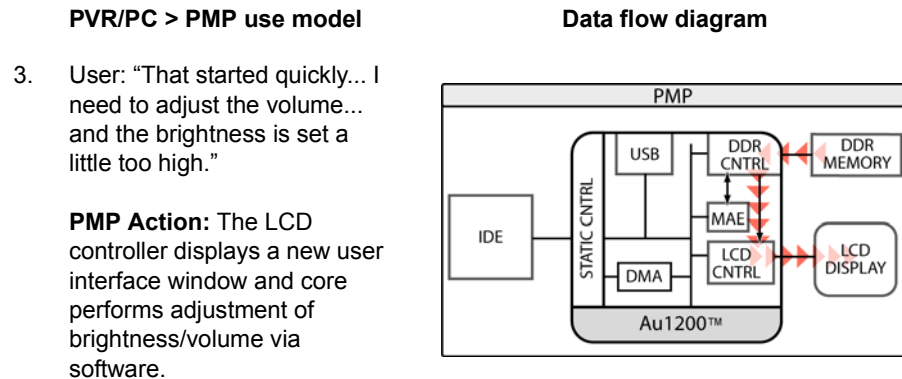 PVR/PC > PMP use model
Data flow diagram
3. User: “That started quickly... I
need to adjust the volume...
and the brightness is set a
little too high.”
PMP Action: The LCD
controller displays a new user
interface window and core
performs adjustment of
brightness/volume via
software.
PMP
IDE
STATIC CNTRL
USB
DMA
DDR
CNTRL
MAE
LCD
CNTRL
Au1200™
DDR
MEMORY
LCD
DISPLAY